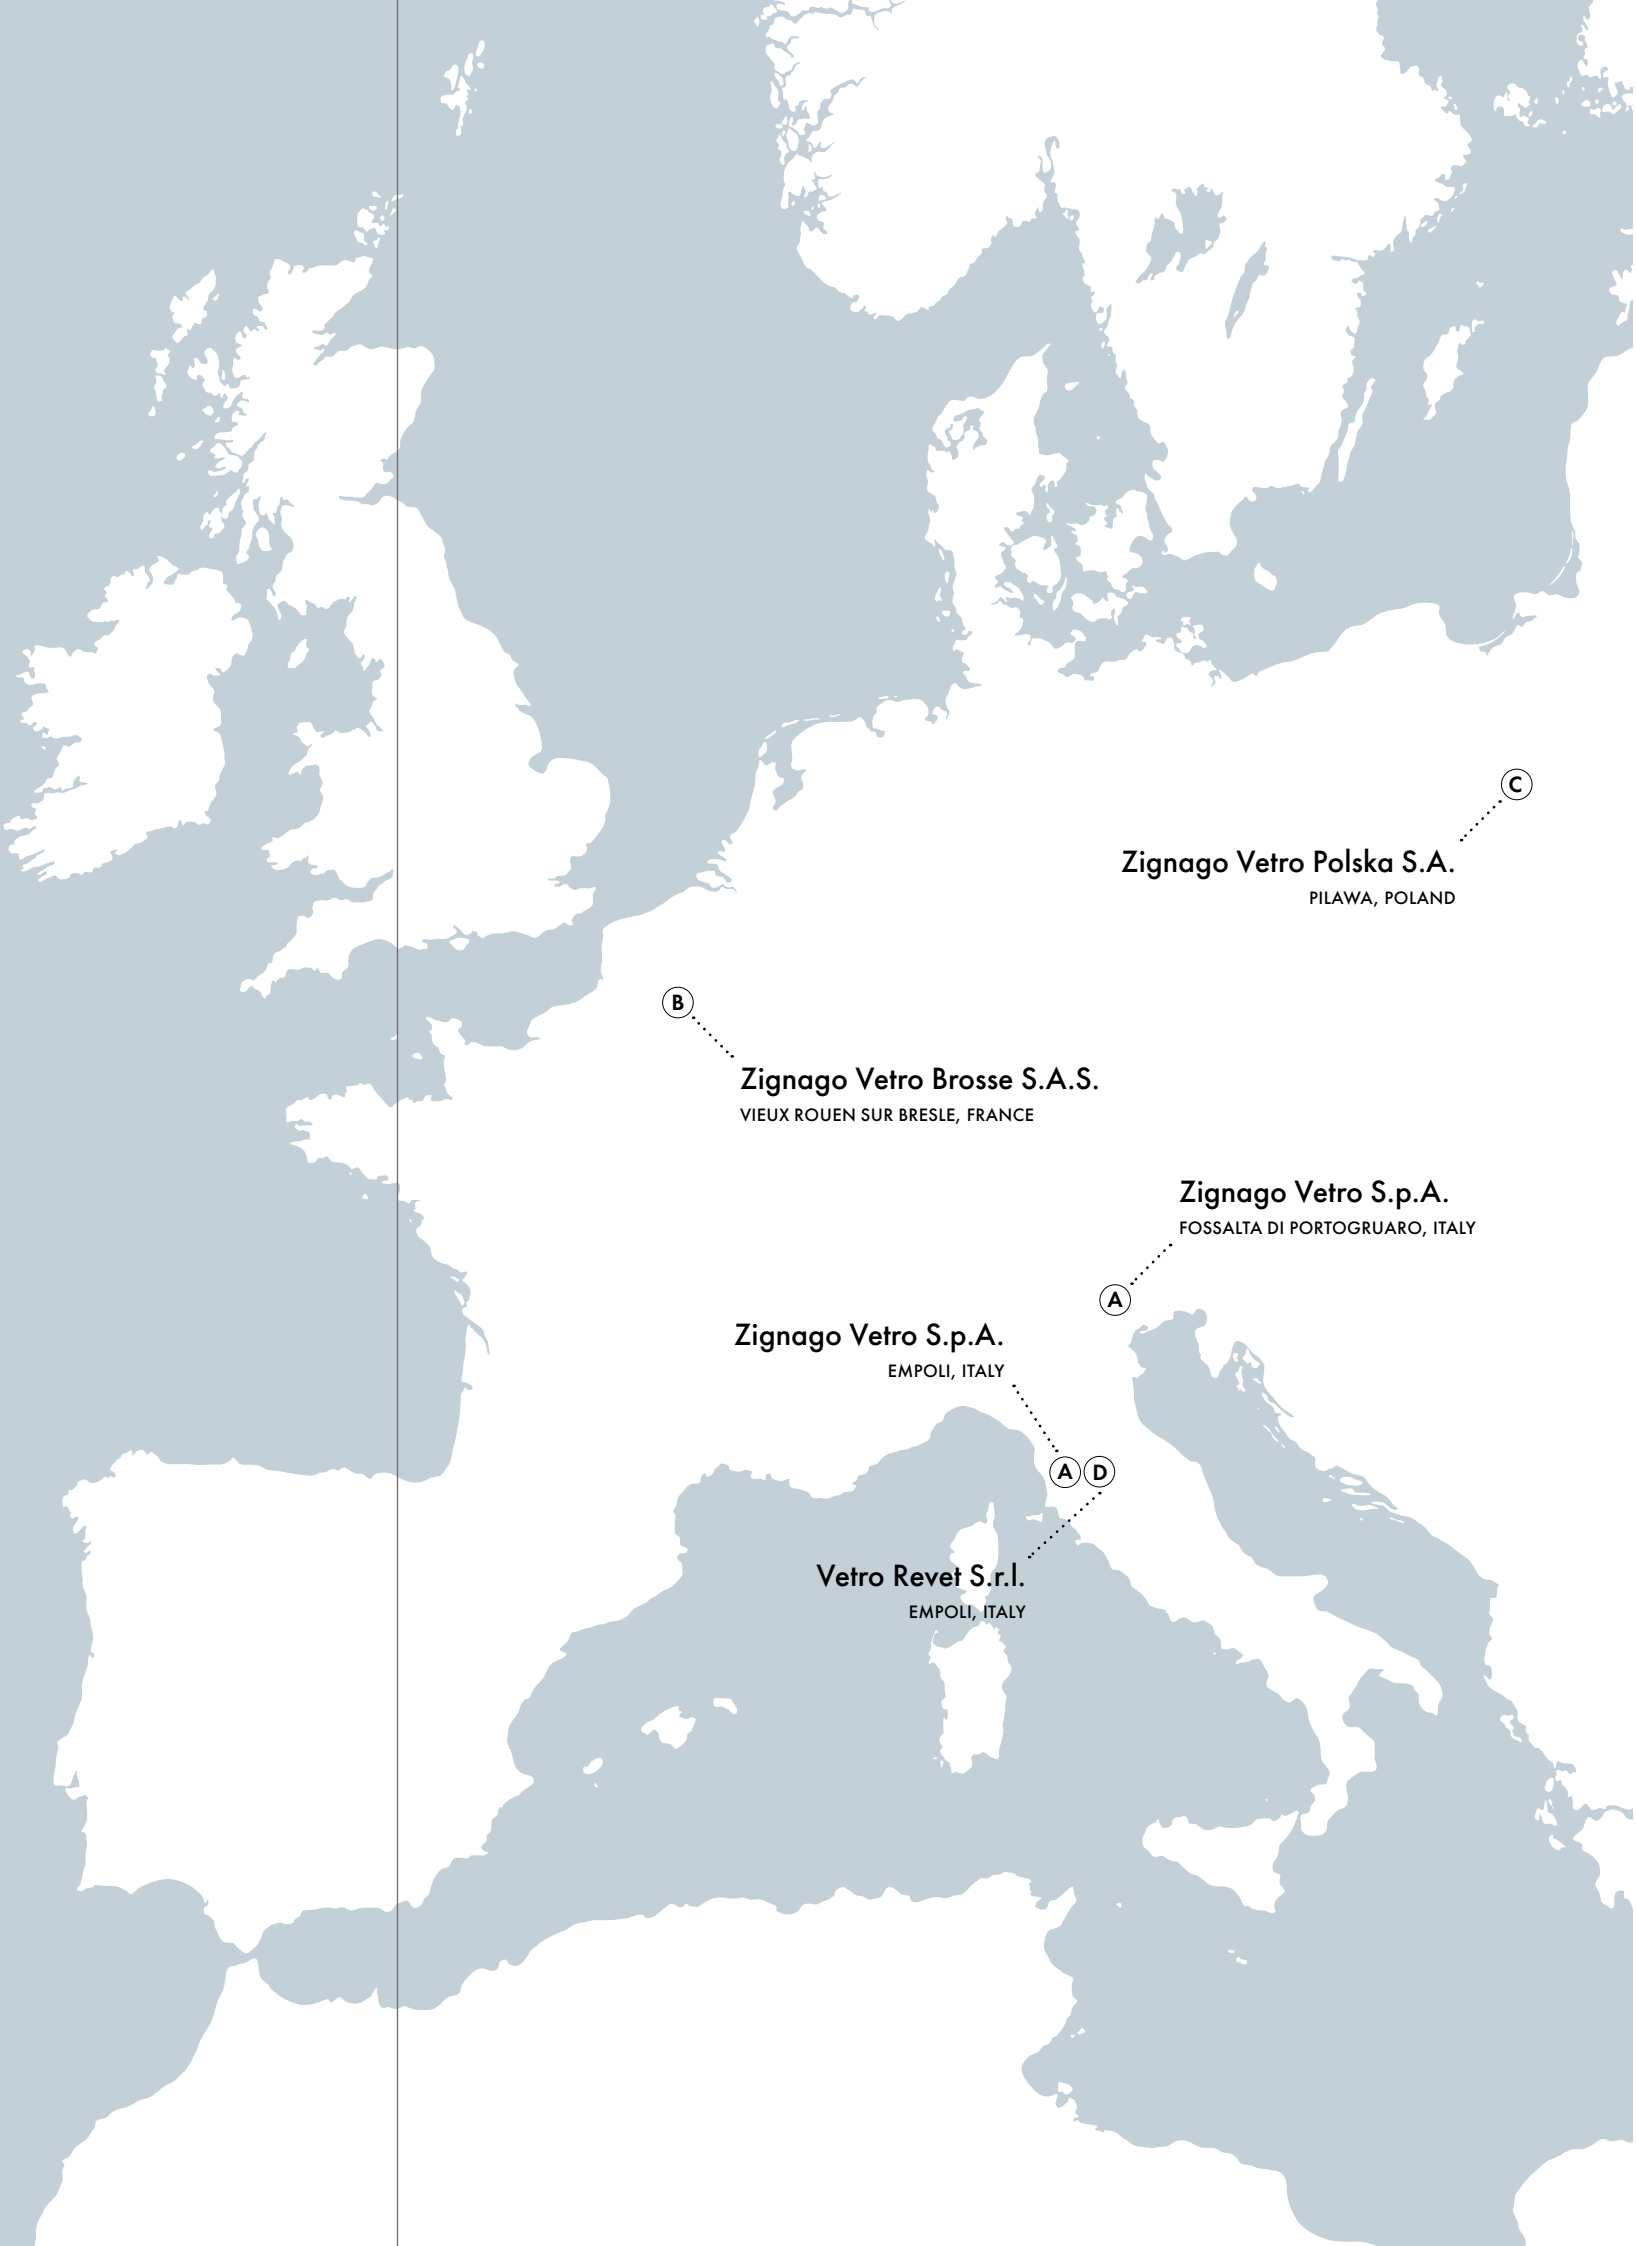 C
Zignago Vetro Polska S.A.
PILAWA, POLAND
B
Zignago Vetro Brosse S.A.S.
VIEUX ROUEN SUR BRESLE, FRANCE
Zignago Vetro S.p.A.
FOSSALTA DI PORTOGRUARO, ITALY
A
Zignago Vetro S.p.A.
EMPOLI, ITALY
A D
Vetro Revet S.r.l.
EMPOLI, ITALY